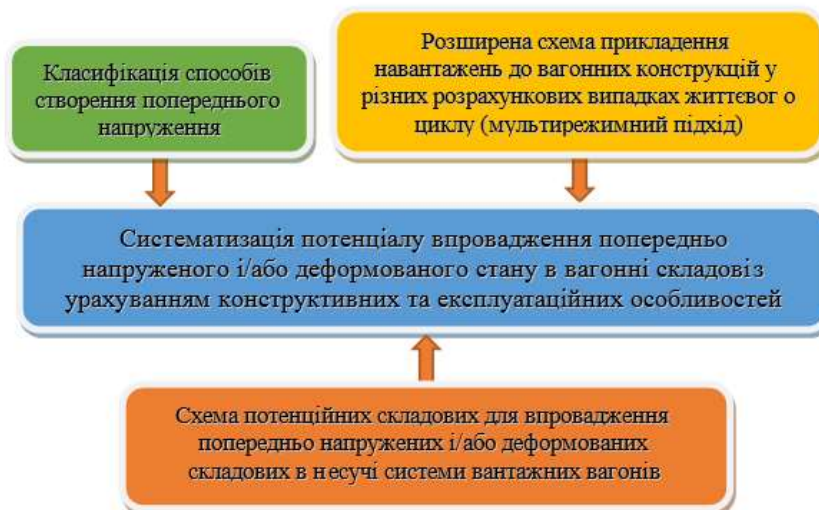 Класифікація способів
створення попереднього
напруження
Розширена схема прикладення
навантажень до вагонних конструкцій у
різних розрахункових випадках життєвог о
циклу (мультирежимний підхід)
Систематизація потенціалу впровадження попередньо
напруженого і/або деформованого стану в вагонні складовіз
урахуванням конструктивних та експлуатаційних особливостей
Схема потенційних складових для впровадження
попередньо напружених і/або деформованих
складових в несучі системи вантажних вагонів